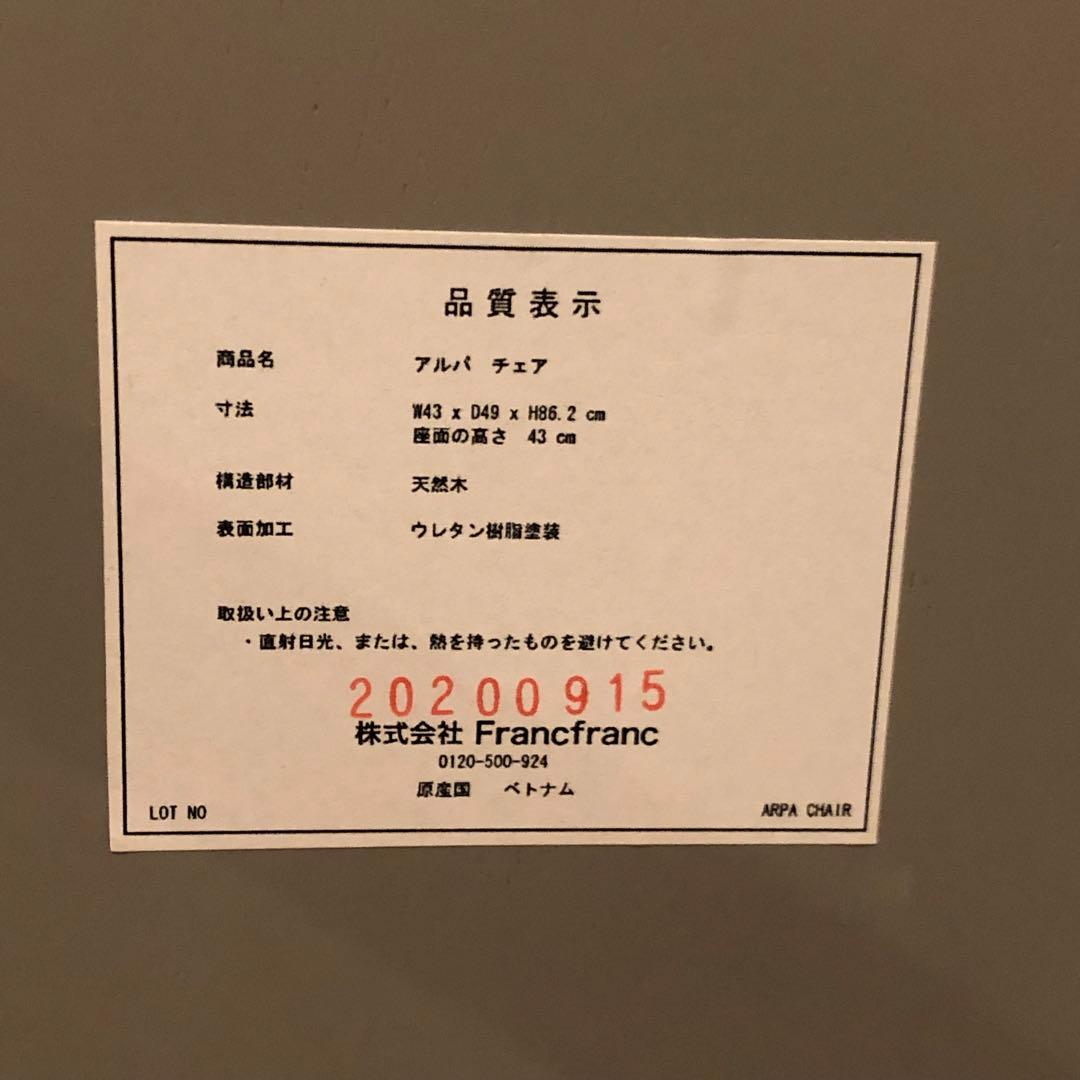 品質表示
商品名 アルパ チェア
寸法 W43 x D49 x H86.2 cm
座面の高さ 43 cm
構造部材 天然木
表面加工 ウレタン樹脂塗装
取扱い上の注意
・直射日光、または、熱を持ったものを避けてください。
20200915
株式会社 Francfranc
0120-500-924
原産国 ベトナム
LOT NO ARPA CHAIR